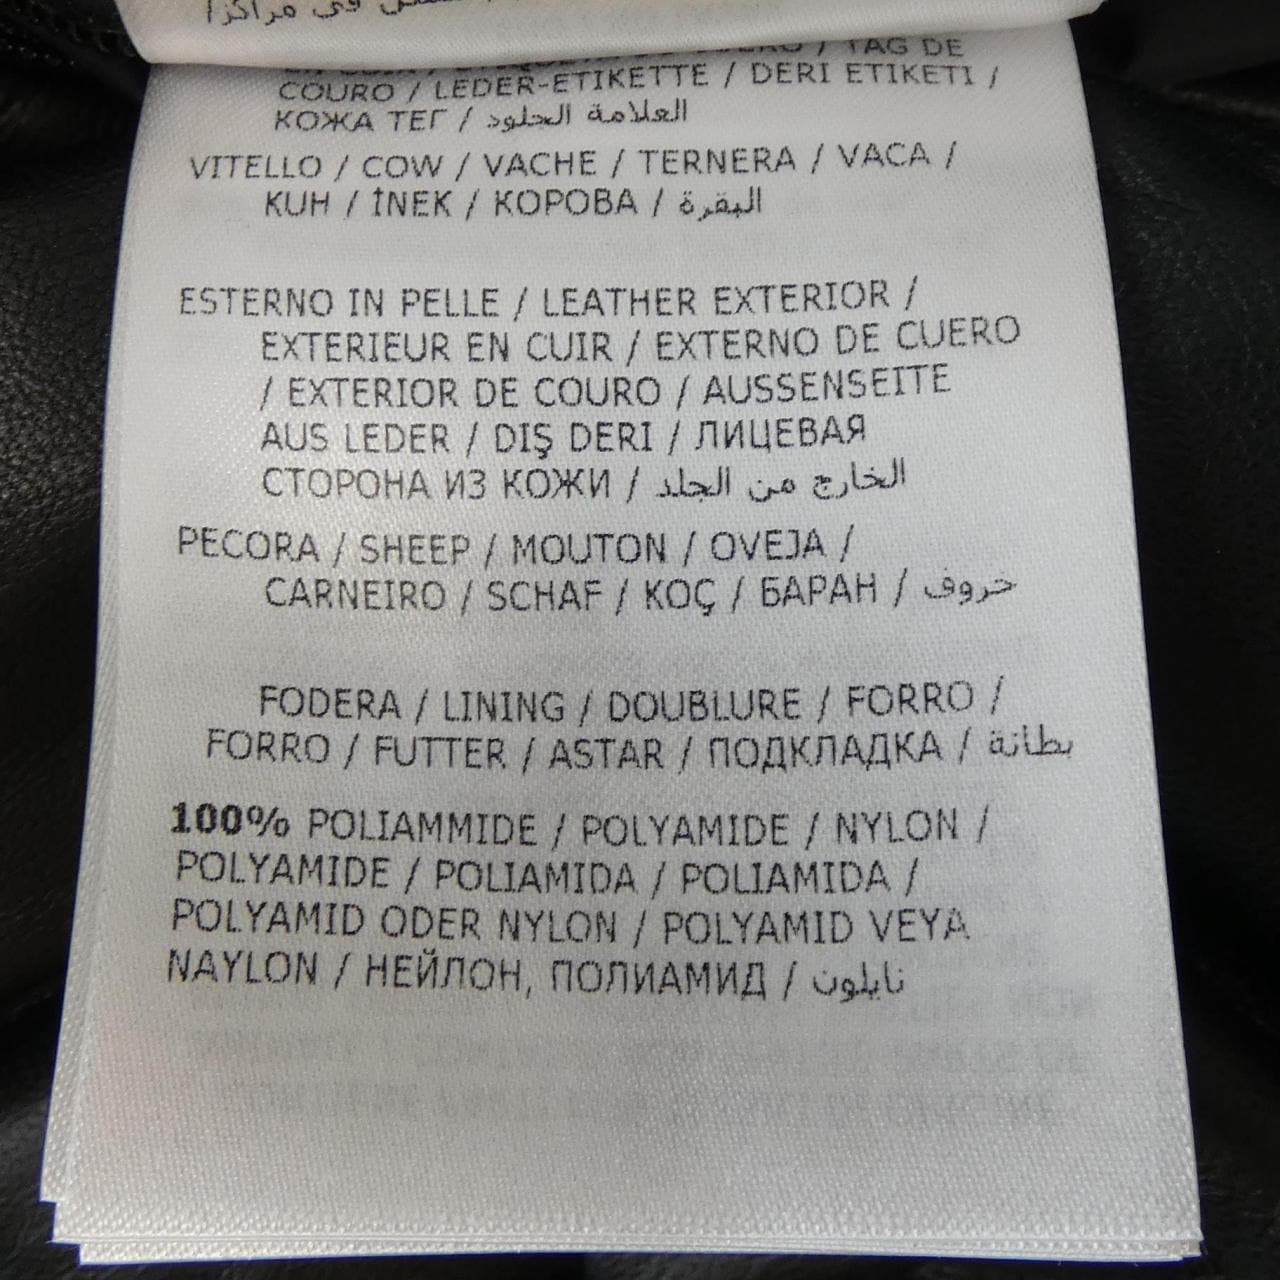 في مراكز
/ TAG DE
COURO / LEDER-ETIKETTE / DERI ETIKETI /
КОЖА ТЕГ / العلامة الجلود
VITELLO / COW / VACHE / TERNERA / VACA /
KUH / İNEK / КОРОВА / البقرة
ESTERNO IN PELLE / LEATHER EXTERIOR /
EXTERIEUR EN CUIR / EXTERNO DE CUERO
/ EXTERIOR DE COURO / AUSSENSEITE
AUS LEDER / DIŞ DERI / ЛИЦЕВАЯ
СТОРОНА ИЗ КОЖИ / الخارج من الجلد
PECORA / SHEEP / MOUTON / OVEJA /
CARNEIRO / SCHAF / KOÇ / БАРАН / خروف
FODERA / LINING / DOUBLURE / FORRO /
FORRO / FUTTER / ASTAR / ПОДКЛАДКА / بطانة
100% POLIAMMIDE / POLYAMIDE / NYLON /
POLYAMIDE / POLIAMIDA / POLIAMIDA /
POLYAMID ODER NYLON / POLYAMID VEYA
NAYLON / НЕЙЛОН, ПОЛИАМИД / نايلون